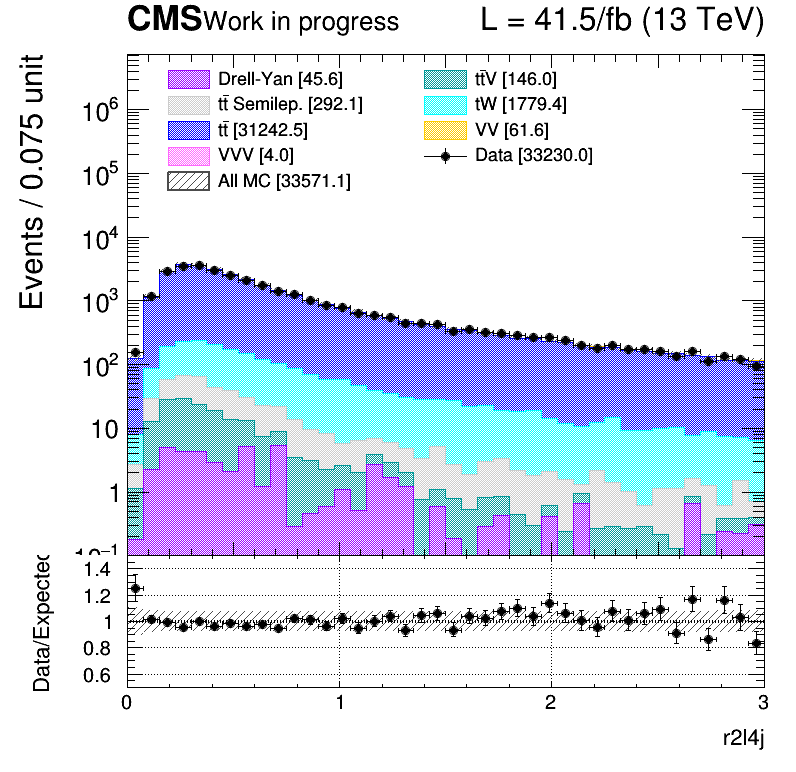 CMS Work in progress L = 41.5/fb (13 TeV)
Events / 0.075 unit
Drell-Yan [45.6] tt̄V [146.0]
tt̄ Semilep. [292.1] tW [1779.4]
tt̄ [31242.5] VV [61.6]
VVV [4.0] Data [33230.0]
All MC [33571.1]
10⁶
10⁵
10⁴
10³
10²
10
1
10⁻¹
Data/Expected
1.4
1.2
1
0.8
0.6
0 1 2 3
r2l4j